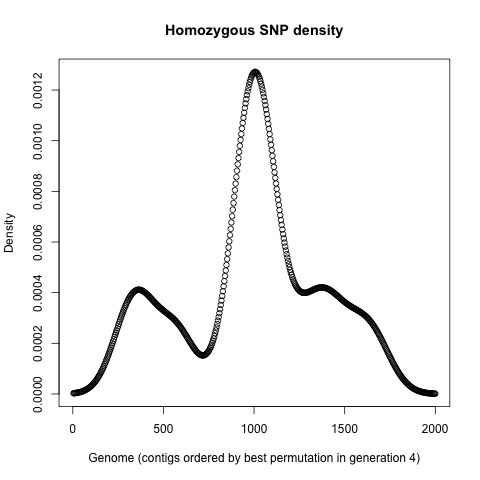 Homozygous SNP density
Density
0.0012
0.0010
0.0008
0.0006
0.0004
0.0002
0.0000
0 500 1000 1500 2000
Genome (contigs ordered by best permutation in generation 4)